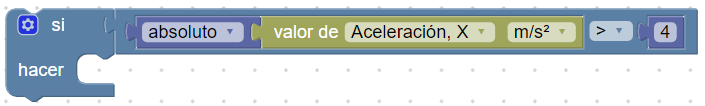 si absoluto valor de Aceleración, X m/s² > 4
hacer